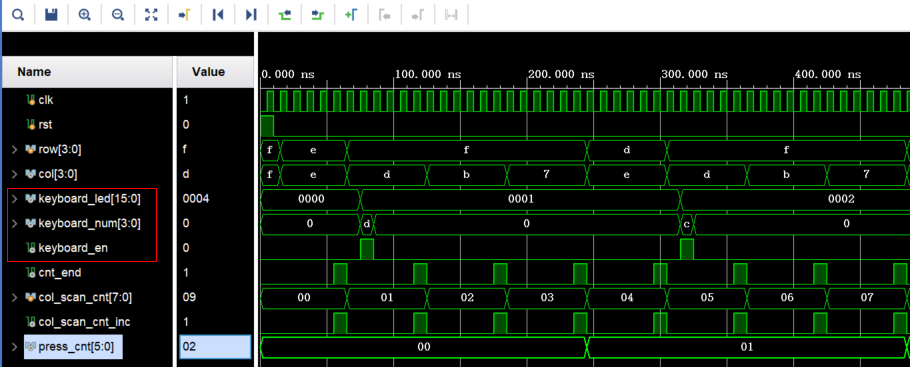 Name Value
0.000 ns 100.000 ns 200.000 ns 300.000 ns 400.000 ns
clk 1
rst 0
row[3:0] f f e f d f
col[3:0] d f e d b 7 e d b 7
keyboard_led[15:0] 0004 0000 0001 0002
keyboard_num[3:0] 0 0 d 0 c 0
keyboard_en 0
cnt_end 1
col_scan_cnt[7:0] 09 00 01 02 03 04 05 06 07
col_scan_cnt_inc 1
press_cnt[5:0] 02 00 01